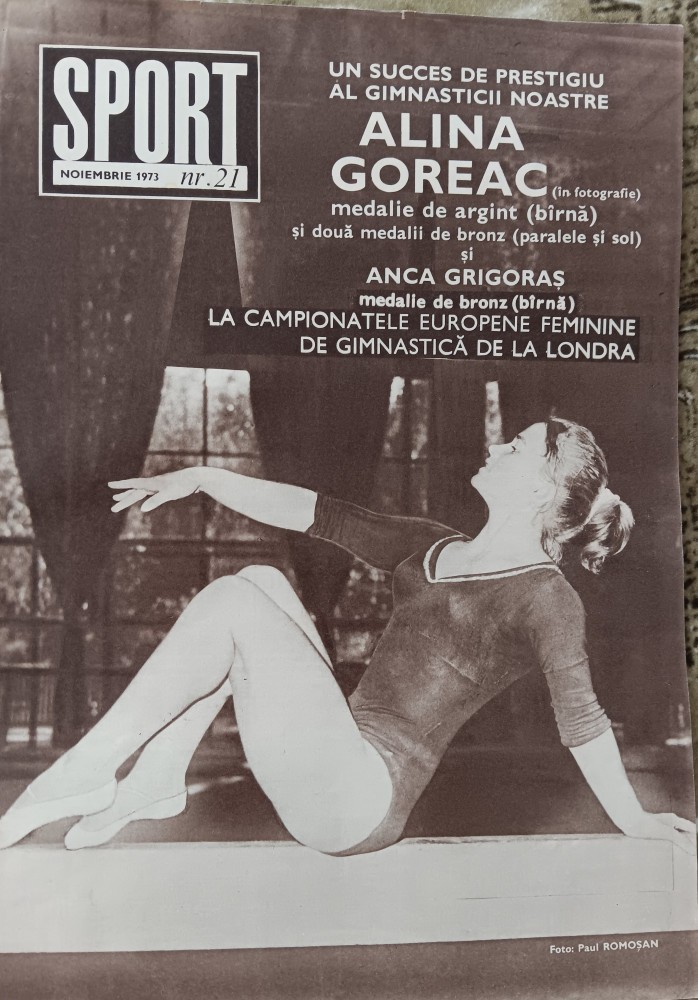 SPORT
NOIEMBRIE 1973 nr. 21
UN SUCCES DE PRESTIGIU
AL GIMNASTICII NOASTRE
ALINA
GOREAC (în fotografie)
medalie de argint (bîrnă)
și două medalii de bronz (paralele și sol)
și
ANCA GRIGORAȘ
medalie de bronz (bîrnă)
LA CAMPIONATELE EUROPENE FEMININE
DE GIMNASTICĂ DE LA LONDRA
Foto: Paul ROMOȘAN